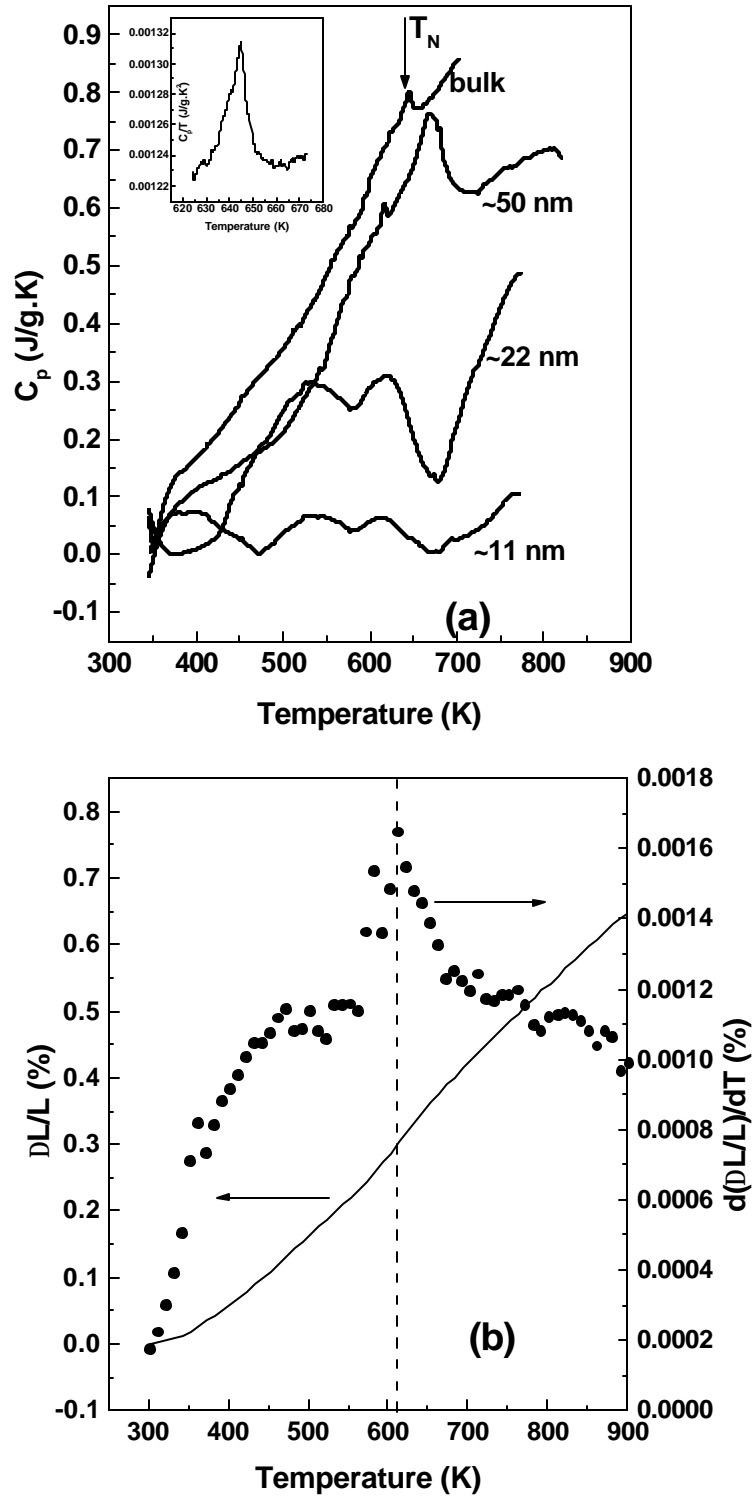 0.9
0.8
0.7
0.6
0.5
0.4
0.3
0.2
0.1
0.0
-0.1
C_p (J/g.K)
300 400 500 600 700 800 900
Temperature (K)
0.00132
0.00130
0.00128
0.00126
0.00124
0.00122
C_p/T (J/g.K²)
620 630 640 650 660 670 680
Temperature (K)
T_N
bulk
~50 nm
~22 nm
~11 nm
(a)
0.8
0.7
0.6
0.5
0.4
0.3
0.2
0.1
0.0
-0.1
DL/L (%)
0.0018
0.0016
0.0014
0.0012
0.0010
0.0008
0.0006
0.0004
0.0002
0.0000
d(DL/L)/dT (%)
(b)
300 400 500 600 700 800 900
Temperature (K)